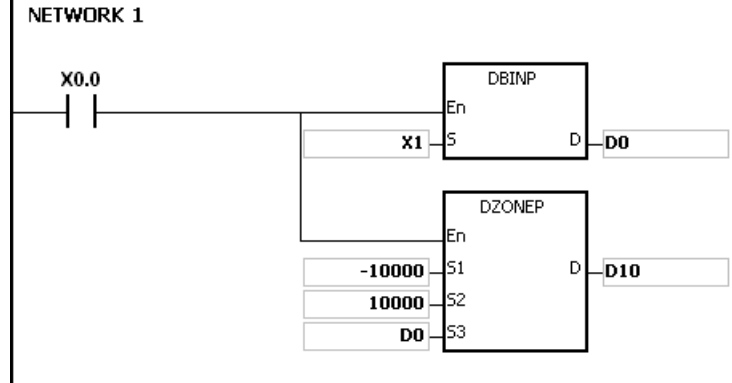 NETWORK 1
X0.0
DBINP
En
X1 S D D0
DZONEP
En
-10000 S1 D D10
10000 S2
D0 S3